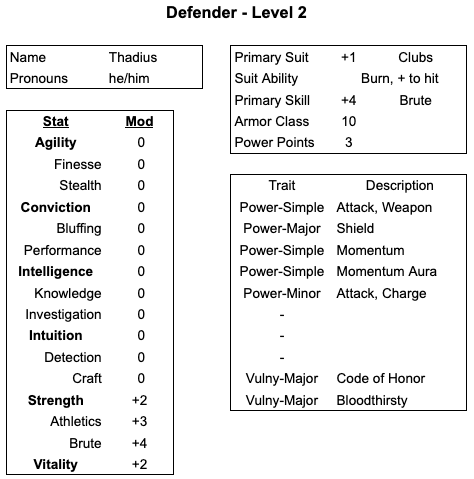 Defender - Level 2
Name Thadius
Pronouns he/him
Stat Mod
Agility 0
Finesse 0
Stealth 0
Conviction 0
Bluffing 0
Performance 0
Intelligence 0
Knowledge 0
Investigation 0
Intuition 0
Detection 0
Craft 0
Strength +2
Athletics +3
Brute +4
Vitality +2
Primary Suit +1 Clubs
Suit Ability Burn, + to hit
Primary Skill +4 Brute
Armor Class 10
Power Points 3
Trait Description
Power-Simple Attack, Weapon
Power-Major Shield
Power-Simple Momentum
Power-Simple Momentum Aura
Power-Minor Attack, Charge
-
-
-
Vulny-Major Code of Honor
Vulny-Major Bloodthirsty